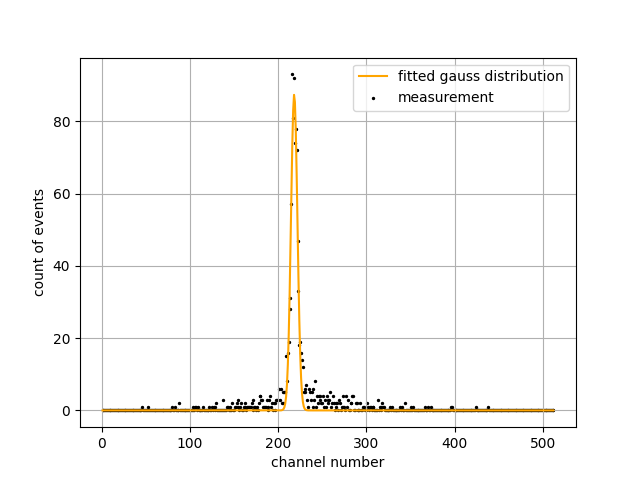 fitted gauss distribution
measurement
count of events
80
60
40
20
0
0 100 200 300 400 500
channel number